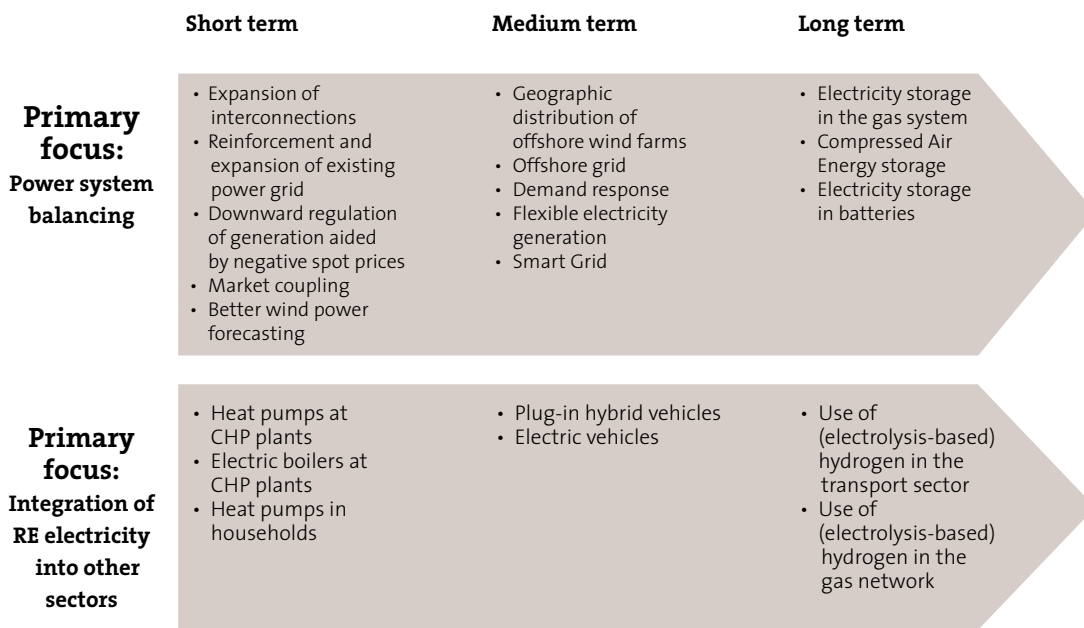 Short term
Medium term
Long term
Primary
focus:
Power system
balancing
• Expansion of
interconnections
• Reinforcement and
expansion of existing
power grid
• Downward regulation
of generation aided
by negative spot prices
• Market coupling
• Better wind power
forecasting
• Geographic
distribution of
offshore wind farms
• Offshore grid
• Demand response
• Flexible electricity
generation
• Smart Grid
• Electricity storage
in the gas system
• Compressed Air
Energy storage
• Electricity storage
in batteries
Primary
focus:
Integration of
RE electricity
into other
sectors
• Heat pumps at
CHP plants
• Electric boilers at
CHP plants
• Heat pumps in
households
• Plug-in hybrid vehicles
• Electric vehicles
• Use of
(electrolysis-based)
hydrogen in the
transport sector
• Use of
(electrolysis-based)
hydrogen in the
gas network